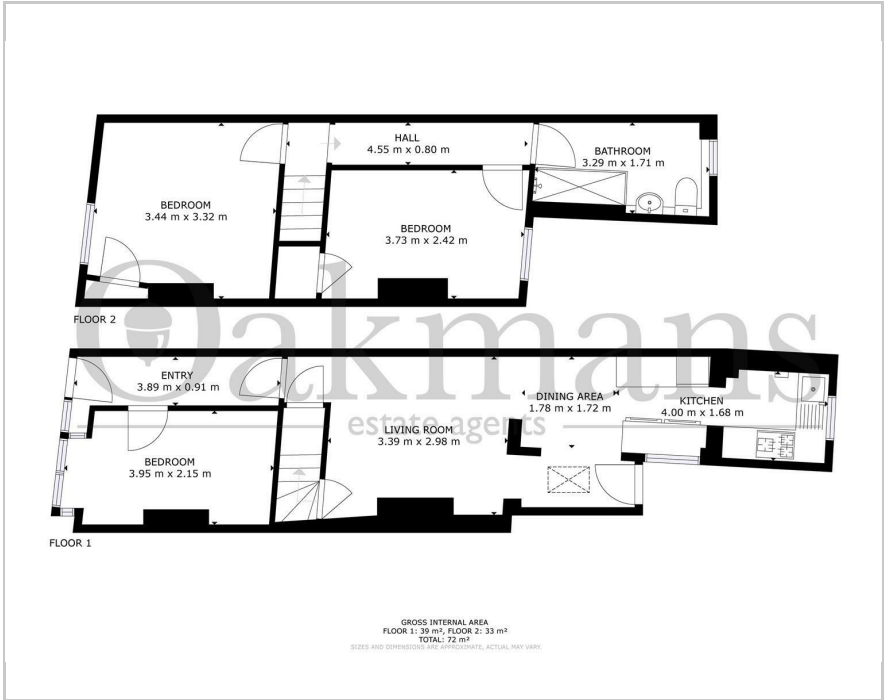 HALL
4.55 m x 0.80 m
BATHROOM
3.29 m x 1.71 m
BEDROOM
3.44 m x 3.32 m
BEDROOM
3.73 m x 2.42 m
FLOOR 2
Oakmans
estate agents
ENTRY
3.89 m x 0.91 m
DINING AREA
1.78 m x 1.72 m
KITCHEN
4.00 m x 1.68 m
LIVING ROOM
3.39 m x 2.98 m
BEDROOM
3.95 m x 2.15 m
FLOOR 1
GROSS INTERNAL AREA
FLOOR 1: 39 m², FLOOR 2: 33 m²
TOTAL: 72 m²
SIZES AND DIMENSIONS ARE APPROXIMATE, ACTUAL MAY VARY.